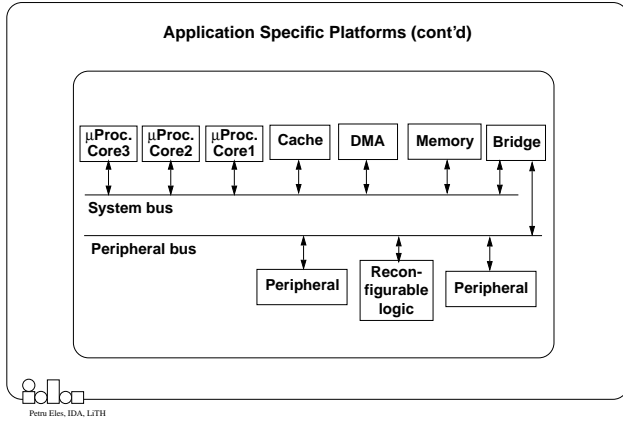 Application Specific Platforms (cont'd)
µProc.
Core3
µProc.
Core2
µProc.
Core1
Cache
DMA
Memory
Bridge
System bus
Peripheral bus
Peripheral
Recon-
figurable
logic
Peripheral
Petru Eles, IDA, LiTH